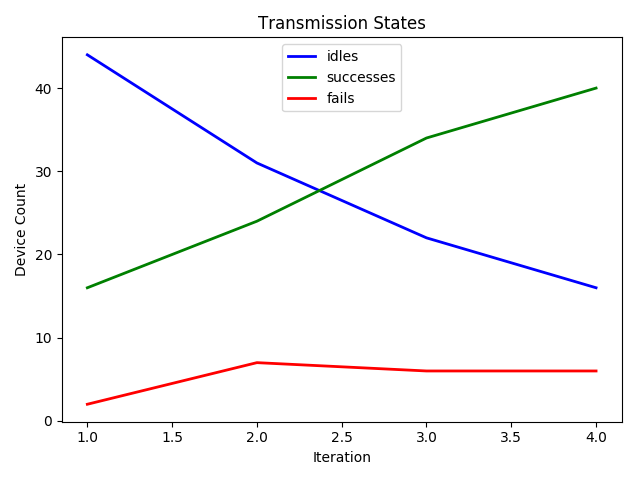 Transmission States
idles
successes
fails
Device Count
40
30
20
10
0
1.0 1.5 2.0 2.5 3.0 3.5 4.0
Iteration